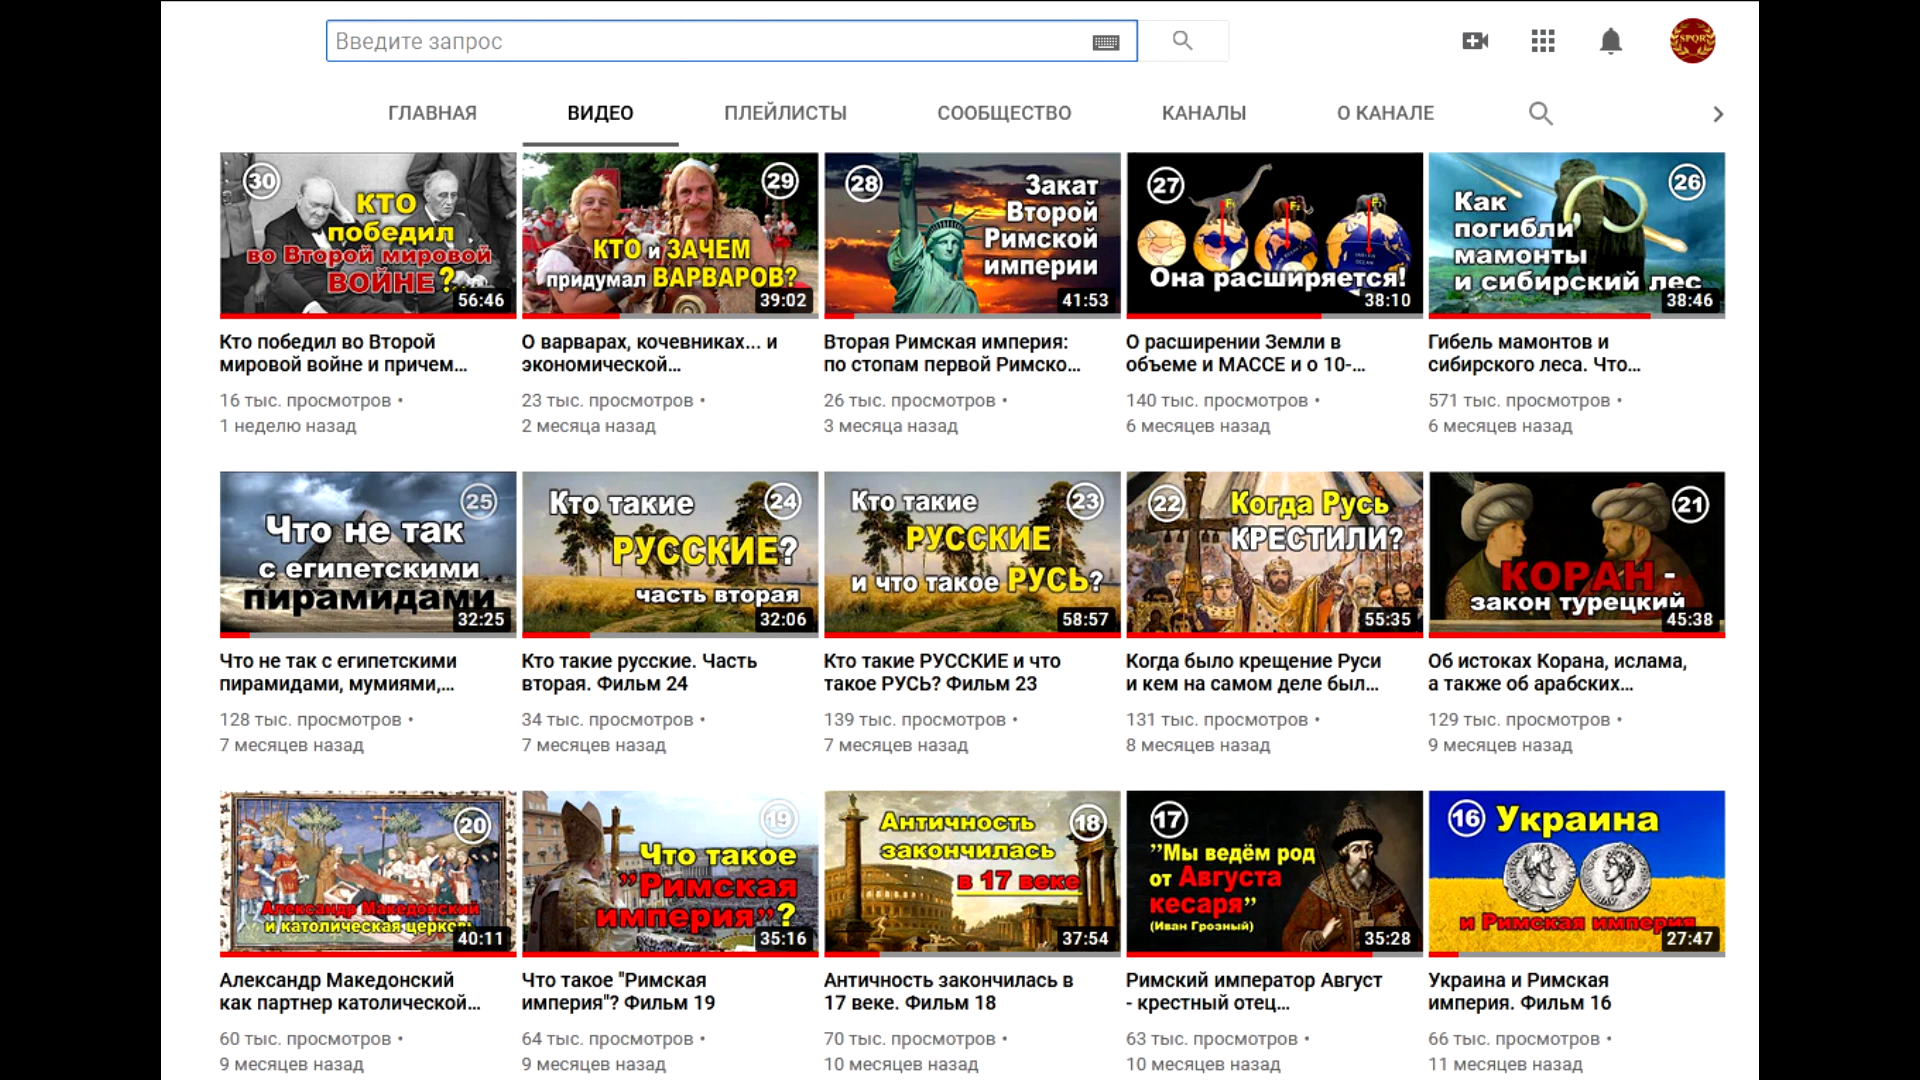 Введите запрос
SPQR
ГЛАВНАЯ
ВИДЕО
ПЛЕЙЛИСТЫ
СООБЩЕСТВО
КАНАЛЫ
О КАНАЛЕ
30
КТО
победил
во Второй мировой
ВОЙНЕ?
56:46
Кто победил во Второй
мировой войне и причем...
16 тыс. просмотров •
1 неделю назад
29
КТО и ЗАЧЕМ
придумал ВАРВАРОВ?
39:02
О варварах, кочевниках... и
экономической...
23 тыс. просмотров •
2 месяца назад
28
Закат
Второй
Римской
империи
41:53
Вторая Римская империя:
по стопам первой Римско...
26 тыс. просмотров •
3 месяца назад
27
Она расширяется!
38:10
О расширении Земли в
объеме и МАССЕ и о 10-...
140 тыс. просмотров •
6 месяцев назад
26
Как
погибли
мамонты
и сибирский лес
38:46
Гибель мамонтов и
сибирского леса. Что...
571 тыс. просмотров •
6 месяцев назад
25
Что не так
с египетскими
пирамидами
32:25
Что не так с египетскими
пирамидами, мумиями,...
128 тыс. просмотров •
7 месяцев назад
24
Кто такие
РУССКИЕ?
часть вторая
32:06
Кто такие русские. Часть
вторая. Фильм 24
34 тыс. просмотров •
7 месяцев назад
23
Кто такие
РУССКИЕ
и что такое РУСЬ?
58:57
Кто такие РУССКИЕ и что
такое РУСЬ? Фильм 23
139 тыс. просмотров •
7 месяцев назад
22
Когда Русь
КРЕСТИЛИ?
55:35
Когда было крещение Руси
и кем на самом деле был...
131 тыс. просмотров •
8 месяцев назад
21
КОРАН -
закон турецкий
45:38
Об истоках Корана, ислама,
а также об арабских...
129 тыс. просмотров •
9 месяцев назад
20
Александр Македонский
и католическая церковь
40:11
Александр Македонский
как партнер католической...
60 тыс. просмотров •
9 месяцев назад
19
Что такое
"Римская
империя"?
35:16
Что такое "Римская
империя"? Фильм 19
64 тыс. просмотров •
9 месяцев назад
18
Античность
закончилась
в 17 веке
37:54
Античность закончилась в
17 веке. Фильм 18
70 тыс. просмотров •
10 месяцев назад
17
"Мы ведём род
от Августа
кесаря"
(Иван Грозный)
35:28
Римский император Август
- крестный отец...
63 тыс. просмотров •
10 месяцев назад
16
Украина
и Римская империя
27:47
Украина и Римская
империя. Фильм 16
66 тыс. просмотров •
11 месяцев назад